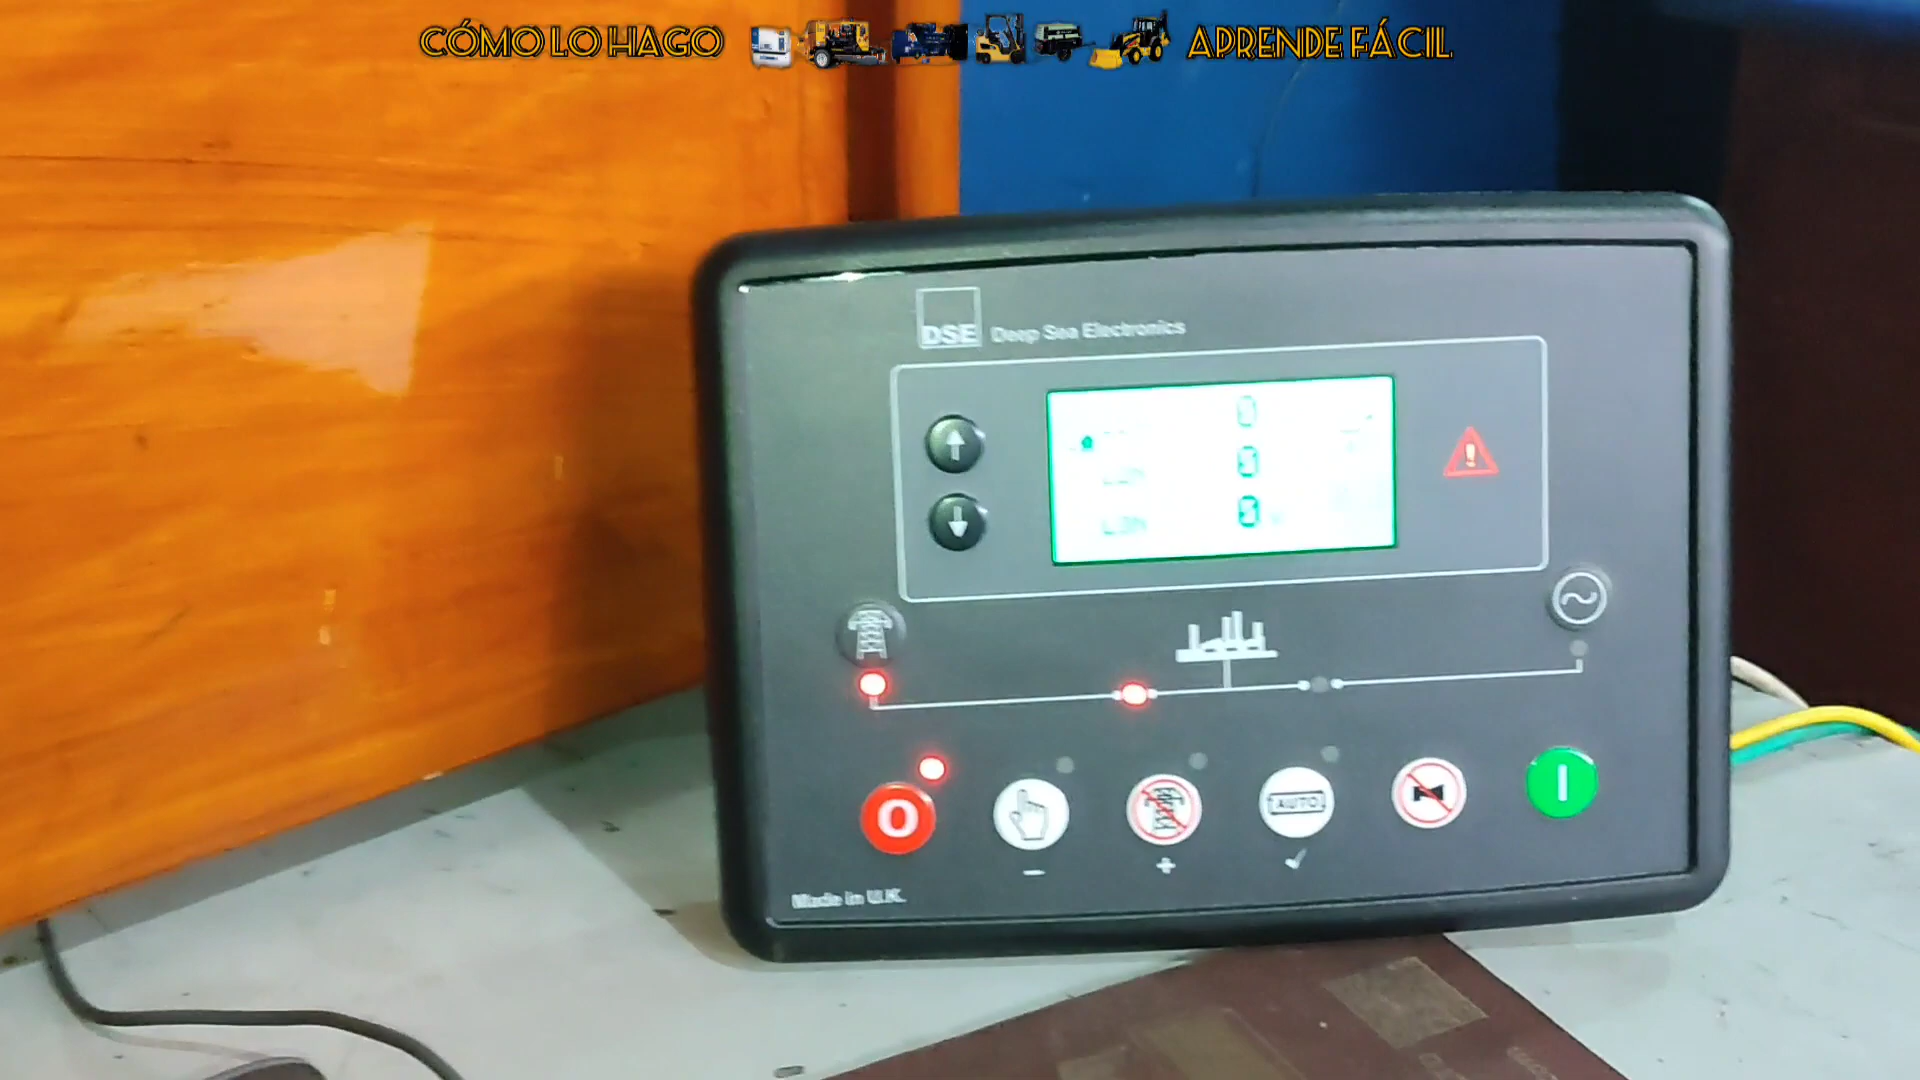 CÓMO LO HAGO APRENDE FÁCIL
DSE Deep Sea Electronics
O
AUTO
I
Made in U.K.